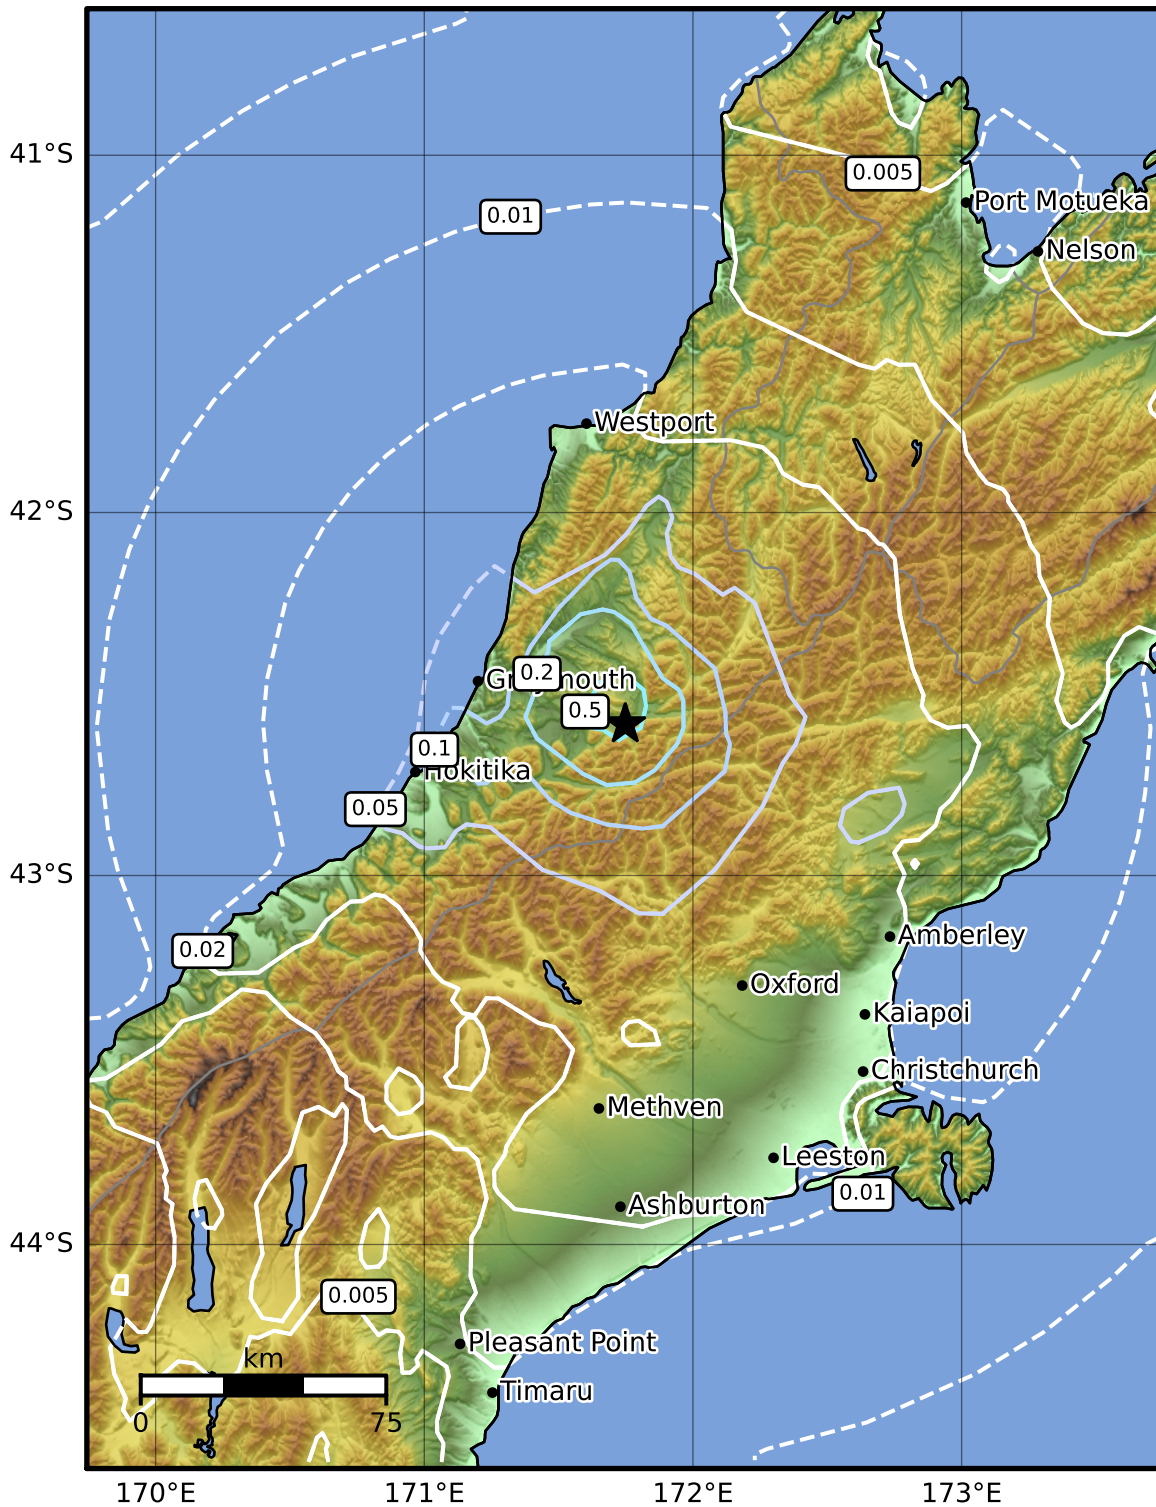 0.005
41°S
Port Motueka
0.01
Nelson
Westport
42°S
0.2
Greymouth
0.5
0.1
Hokitika
0.05
43°S
Amberley
0.02
Oxford
Kaiapoi
Christchurch
Methven
Leeston
0.01
Ashburton
44°S
0.005
Pleasant Point
km
Timaru
0
75
170°E
171°E
172°E
173°E